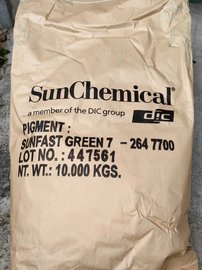 SunChemical®
a member of the DIC group dic
PIGMENT :
SUNFAST GREEN 7 - 264 7700
LOT NO. : 447561
NT. WT.: 10.000 KGS.